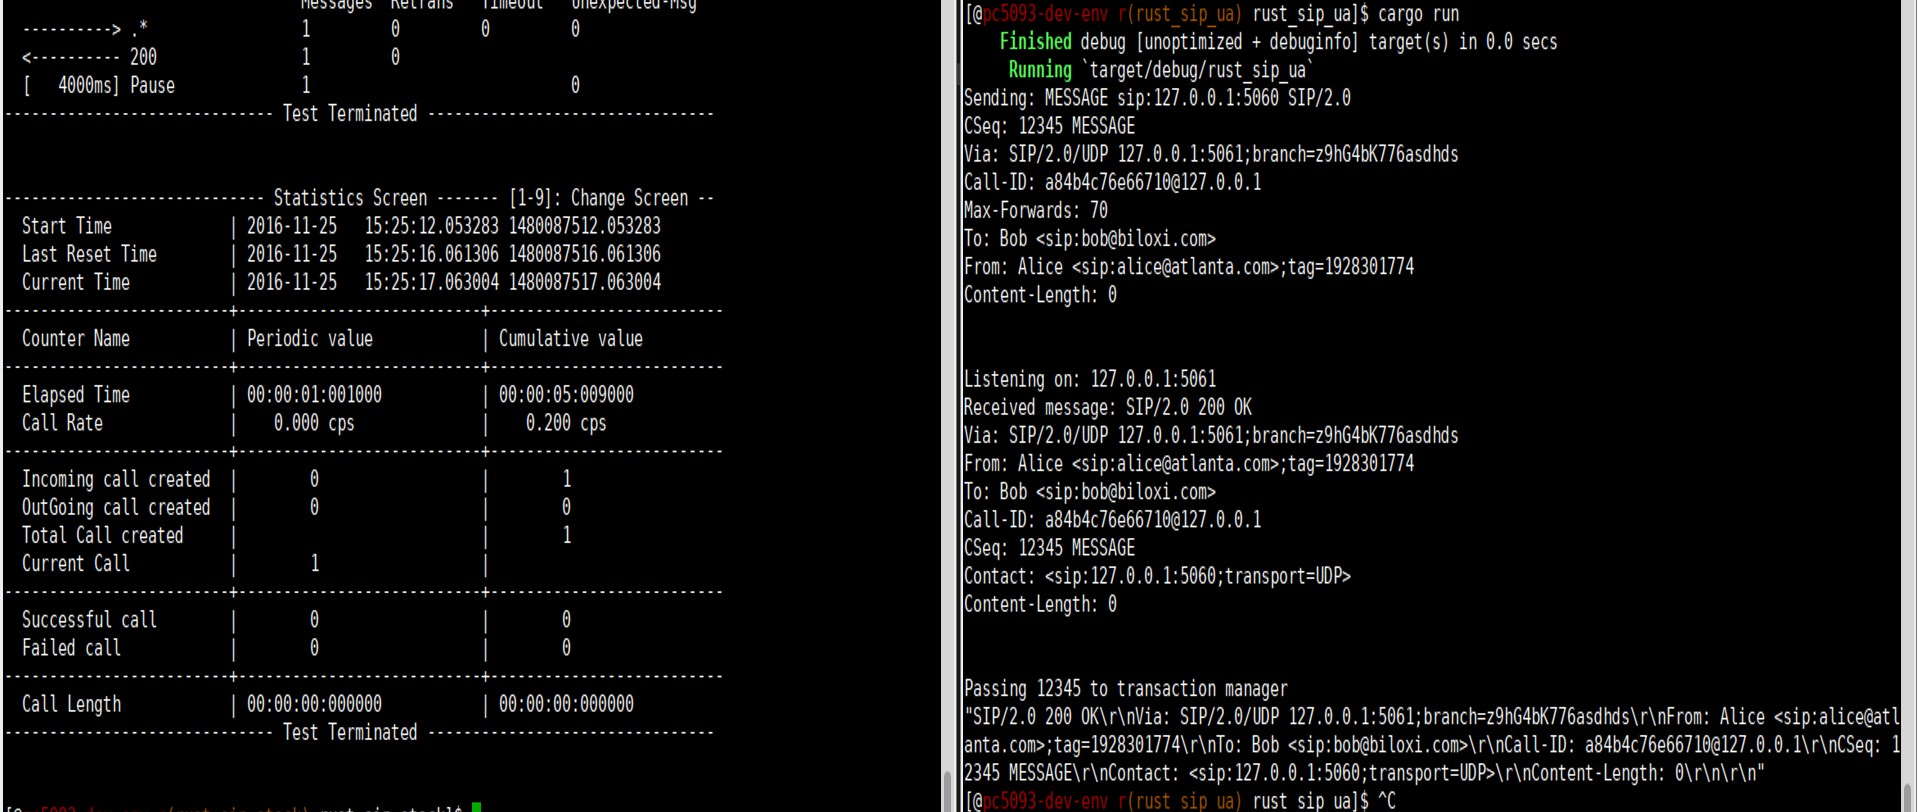 Messages  Retrans   Timeout   Unexpected-Msg
----------> .*                 1         0         0         0
<---------- 200                1         0
[   4000ms] Pause              1                             0
------------------------------ Test Terminated --------------------------------
----------------------------- Statistics Screen ------- [1-9]: Change Screen --
Start Time             | 2016-11-25   15:25:12.053283 1480087512.053283
Last Reset Time        | 2016-11-25   15:25:16.061306 1480087516.061306
Current Time           | 2016-11-25   15:25:17.063004 1480087517.063004
-------------------------+---------------------------+--------------------------
Counter Name           | Periodic value            | Cumulative value
-------------------------+---------------------------+--------------------------
Elapsed Time           | 00:00:01:001000           | 00:00:05:009000
Call Rate              |    0.000 cps              |    0.200 cps
-------------------------+---------------------------+--------------------------
Incoming call created  |        0                  |        1
OutGoing call created  |        0                  |        0
Total Call created     |                           |        1
Current Call           |        1                  |
-------------------------+---------------------------+--------------------------
Successful call        |        0                  |        0
Failed call            |        0                  |        0
-------------------------+---------------------------+--------------------------
Call Length            | 00:00:00:000000           | 00:00:00:000000
------------------------------ Test Terminated --------------------------------
[@pc5093-dev-env r(rust_sip_stack) rust_sip_stack]$
[@pc5093-dev-env r(rust_sip_ua) rust_sip_ua]$ cargo run
Finished debug [unoptimized + debuginfo] target(s) in 0.0 secs
Running `target/debug/rust_sip_ua`
Sending: MESSAGE sip:127.0.0.1:5060 SIP/2.0
CSeq: 12345 MESSAGE
Via: SIP/2.0/UDP 127.0.0.1:5061;branch=z9hG4bK776asdhds
Call-ID: a84b4c76e66710@127.0.0.1
Max-Forwards: 70
To: Bob <sip:bob@biloxi.com>
From: Alice <sip:alice@atlanta.com>;tag=1928301774
Content-Length: 0
Listening on: 127.0.0.1:5061
Received message: SIP/2.0 200 OK
Via: SIP/2.0/UDP 127.0.0.1:5061;branch=z9hG4bK776asdhds
From: Alice <sip:alice@atlanta.com>;tag=1928301774
To: Bob <sip:bob@biloxi.com>
Call-ID: a84b4c76e66710@127.0.0.1
CSeq: 12345 MESSAGE
Contact: <sip:127.0.0.1:5060;transport=UDP>
Content-Length: 0
Passing 12345 to transaction manager
"SIP/2.0 200 OK\r\nVia: SIP/2.0/UDP 127.0.0.1:5061;branch=z9hG4bK776asdhds\r\nFrom: Alice <sip:alice@atl
anta.com>;tag=1928301774\r\nTo: Bob <sip:bob@biloxi.com>\r\nCall-ID: a84b4c76e66710@127.0.0.1\r\nCSeq: 1
2345 MESSAGE\r\nContact: <sip:127.0.0.1:5060;transport=UDP>\r\nContent-Length: 0\r\n\r\n"
[@pc5093-dev-env r(rust_sip_ua) rust_sip_ua]$ ^C